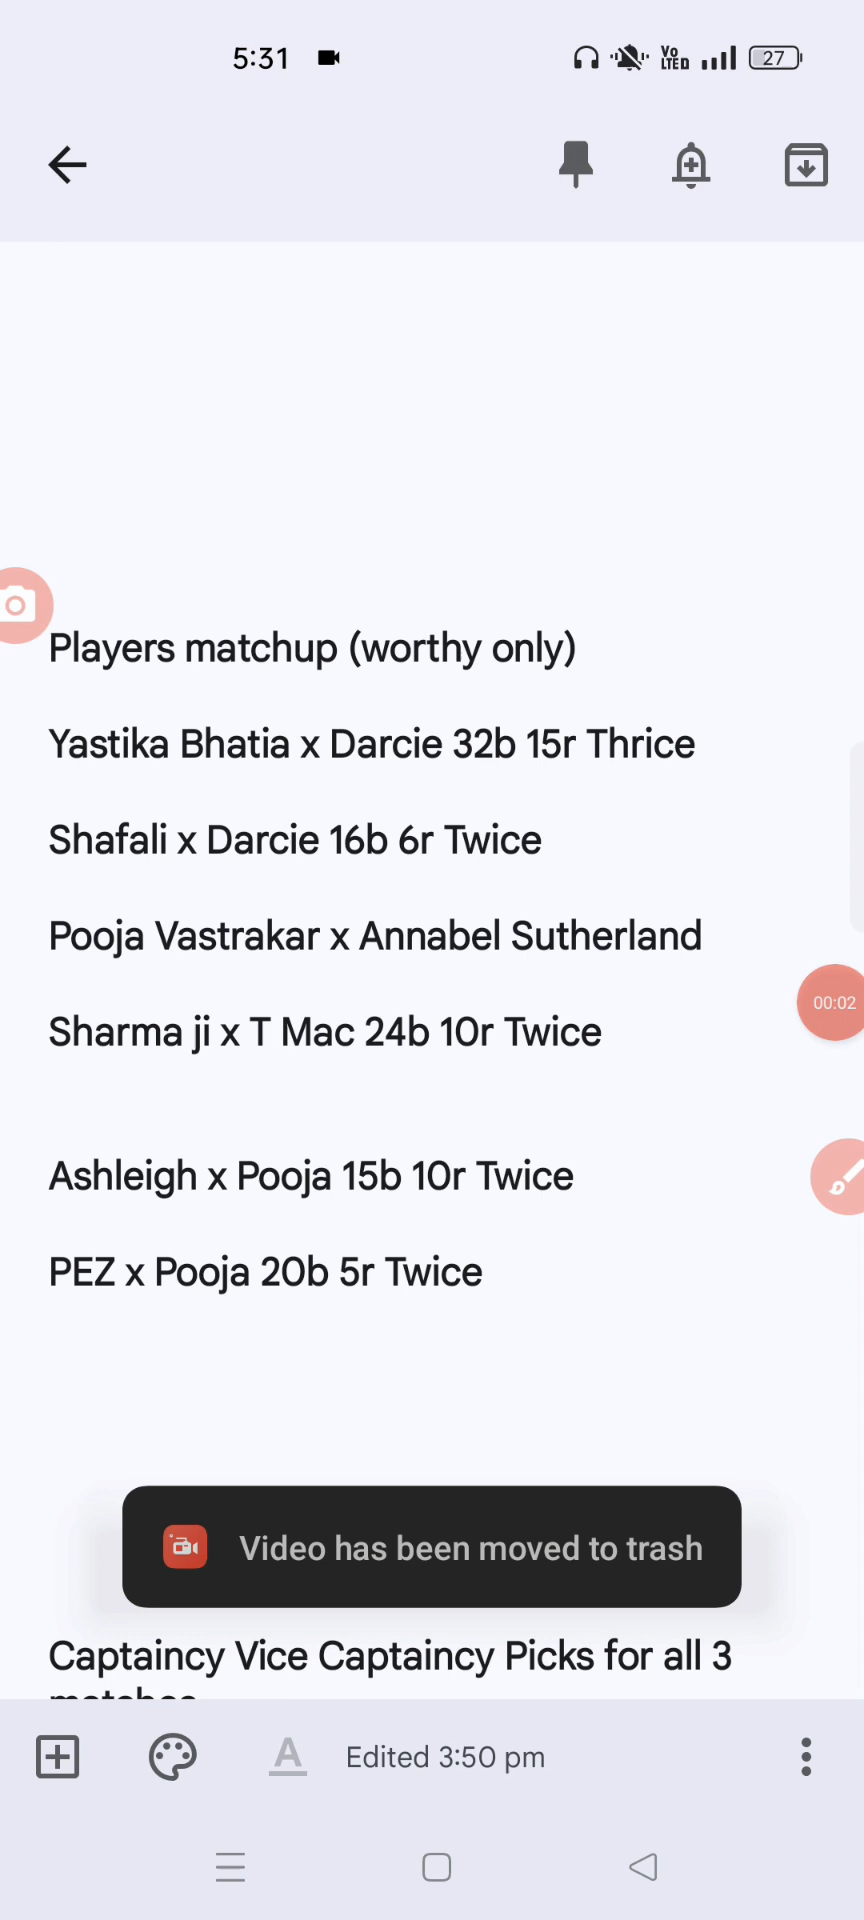 5:31
Vo
LTED
27
Players matchup (worthy only)
Yastika Bhatia x Darcie 32b 15r Thrice
Shafali x Darcie 16b 6r Twice
Pooja Vastrakar x Annabel Sutherland
00:02
Sharma ji x T Mac 24b 10r Twice
Ashleigh x Pooja 15b 10r Twice
PEZ x Pooja 20b 5r Twice
Video has been moved to trash
Captaincy Vice Captaincy Picks for all 3
matches
A
Edited 3:50 pm